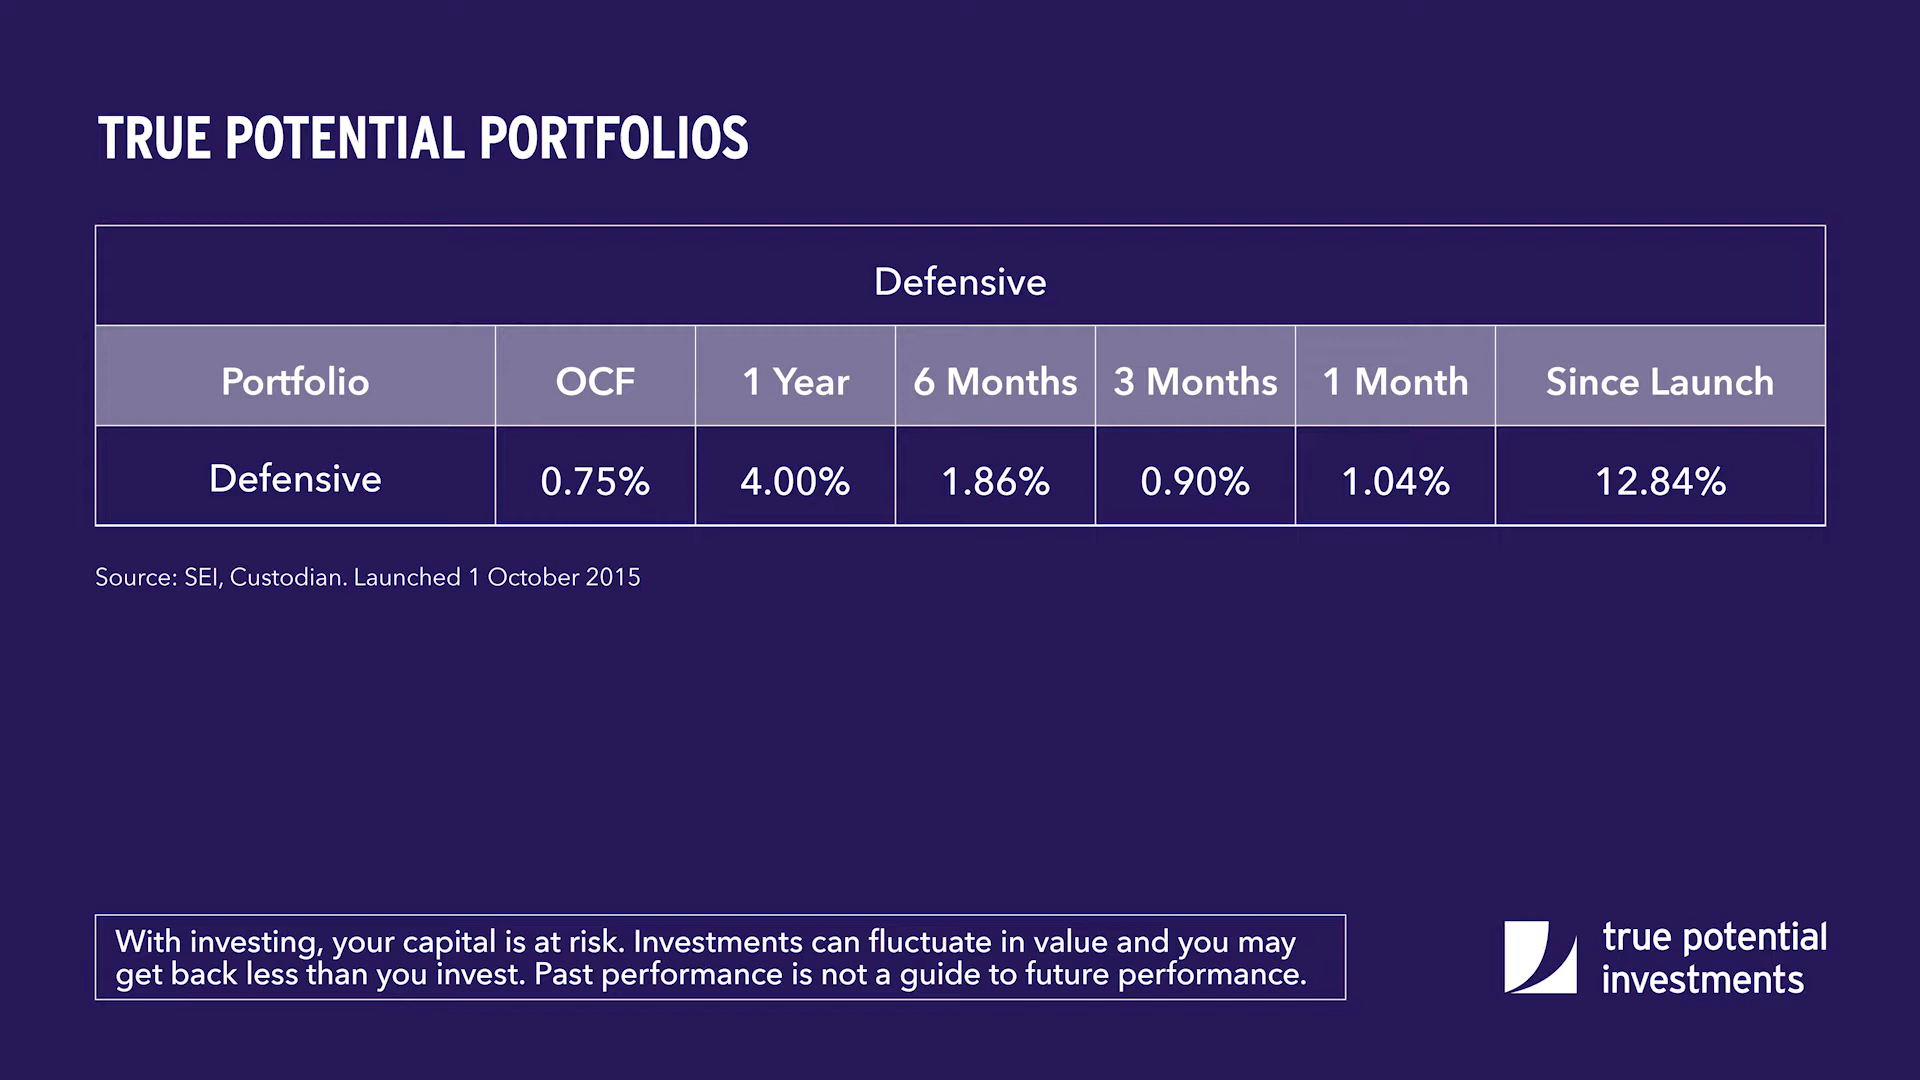 TRUE POTENTIAL PORTFOLIOS
Defensive
Portfolio OCF 1 Year 6 Months 3 Months 1 Month Since Launch
Defensive 0.75% 4.00% 1.86% 0.90% 1.04% 12.84%
Source: SEI, Custodian. Launched 1 October 2015
With investing, your capital is at risk. Investments can fluctuate in value and you may
get back less than you invest. Past performance is not a guide to future performance.
true potential
investments